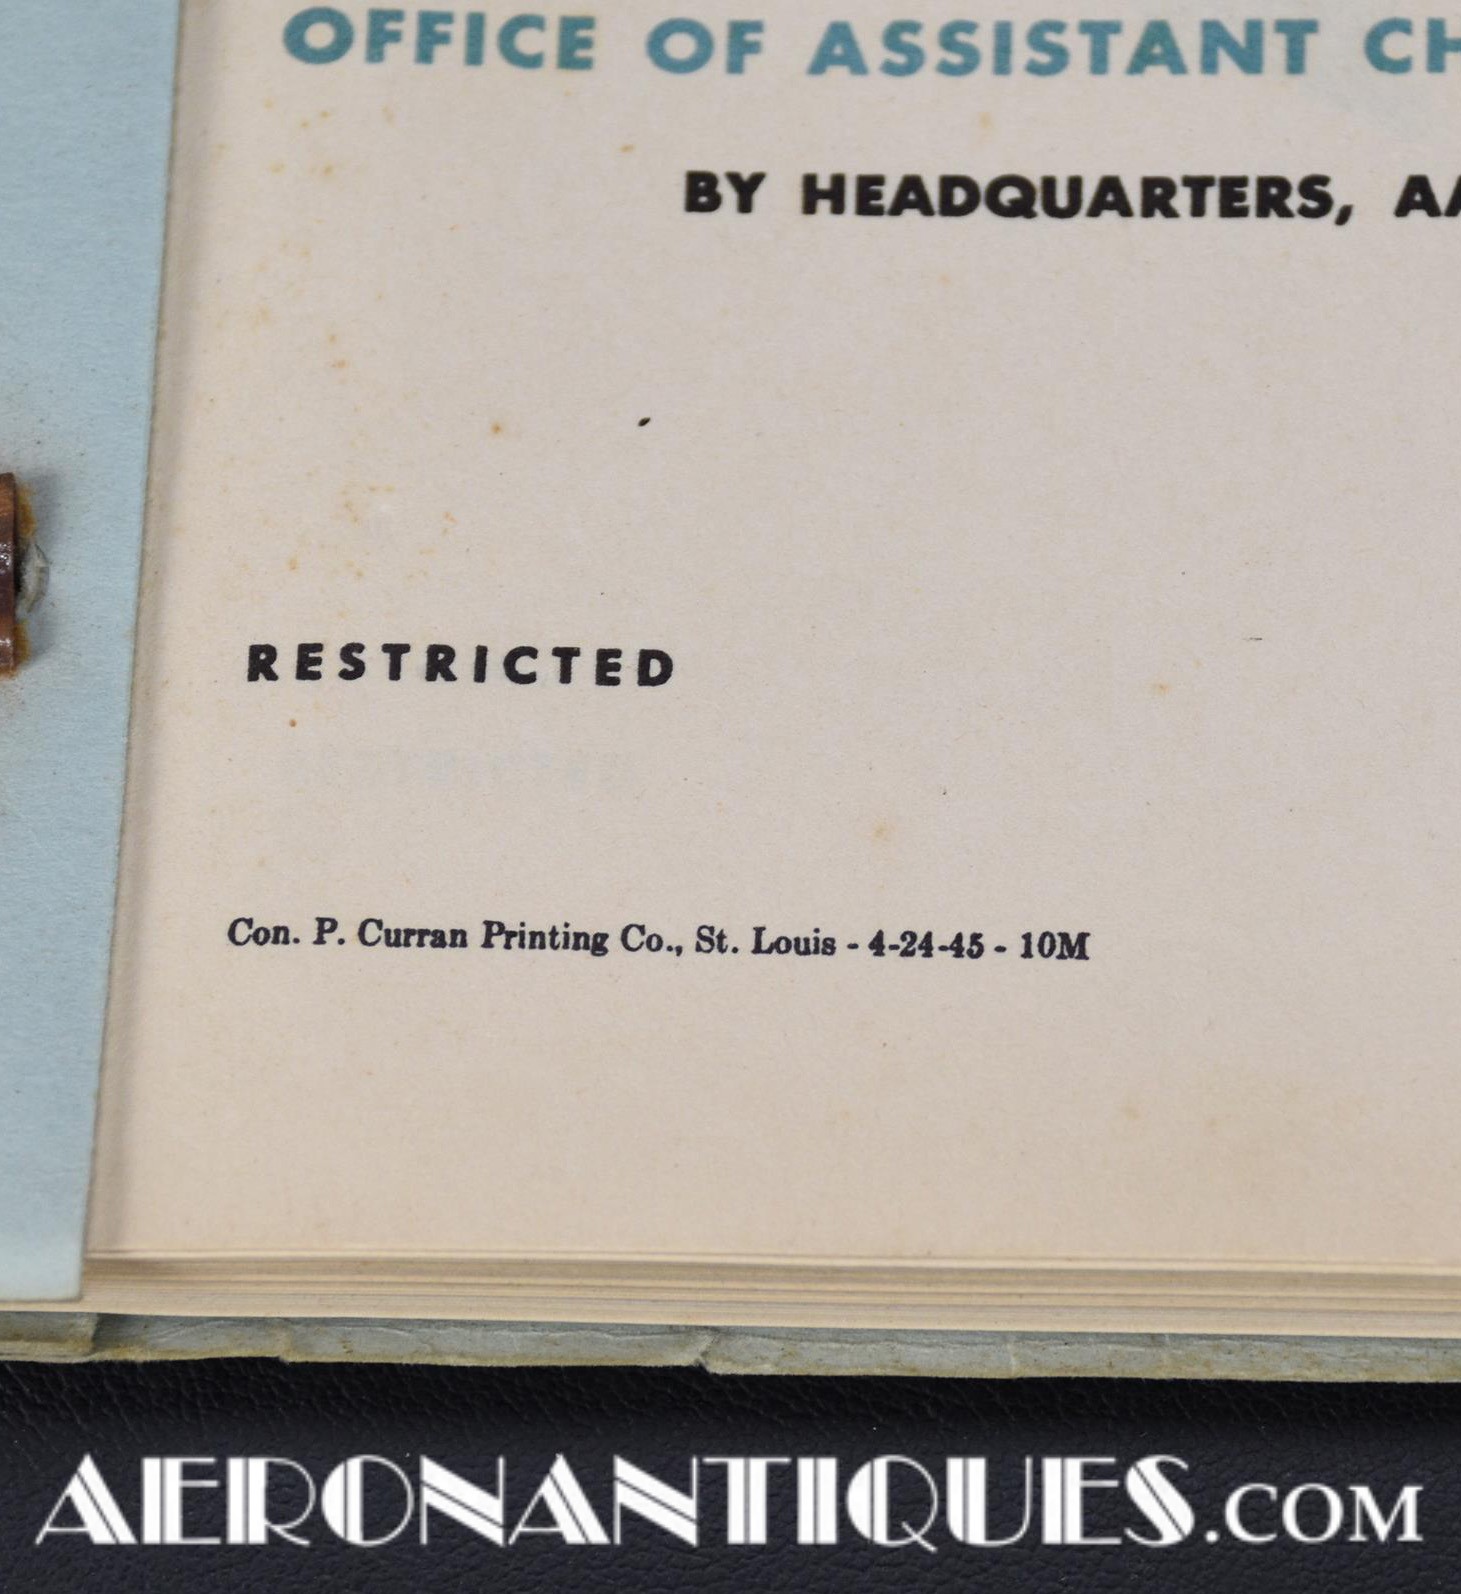 OFFICE OF ASSISTANT CH
BY HEADQUARTERS, AA
RESTRICTED
Con. P. Curran Printing Co., St. Louis - 4-24-45 - 10M
AERONANTIQUES.COM